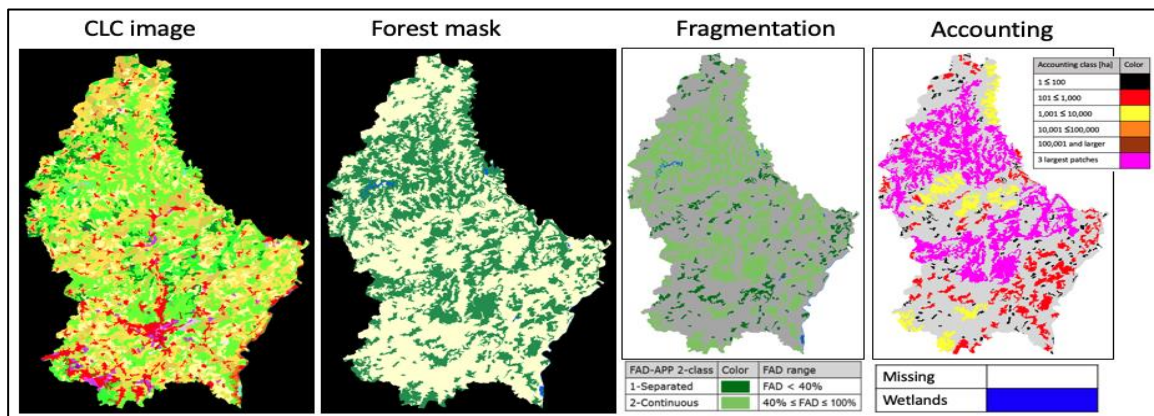 CLC image
Forest mask
Fragmentation
Accounting
Accounting class [ha] Color
1 ≤ 100
101 ≤ 1,000
1,001 ≤ 10,000
10,001 ≤100,000
100,001 and larger
3 largest patches
FAD-APP 2-class Color FAD range
1-Separated FAD < 40%
2-Continuous 40% ≤ FAD ≤ 100%
Missing
Wetlands